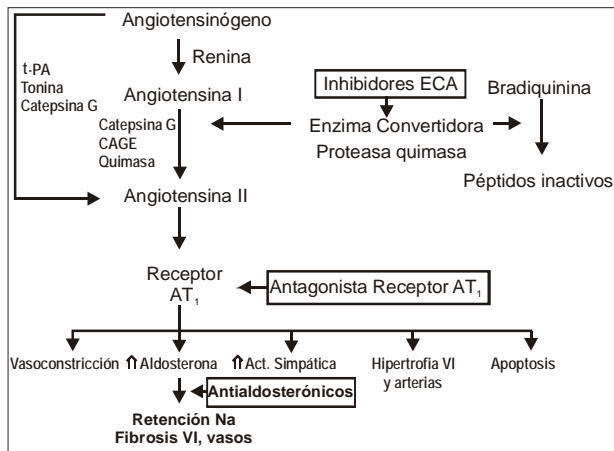 Angiotensinógeno
t-PA
Tonina
Catepsina G
Renina
Angiotensina I
Inhibidores ECA
Bradiquinina
Catepsina G
CAGE
Quimasa
Enzima Convertidora
Proteasa quimasa
Péptidos inactivos
Angiotensina II
Receptor
AT₁
Antagonista Receptor AT₁
Vasoconstricción
⇑ Aldosterona
⇑ Act. Simpática
Hipertrofia VI
y arterias
Apoptosis
Antialdosterónicos
Retención Na
Fibrosis VI, vasos